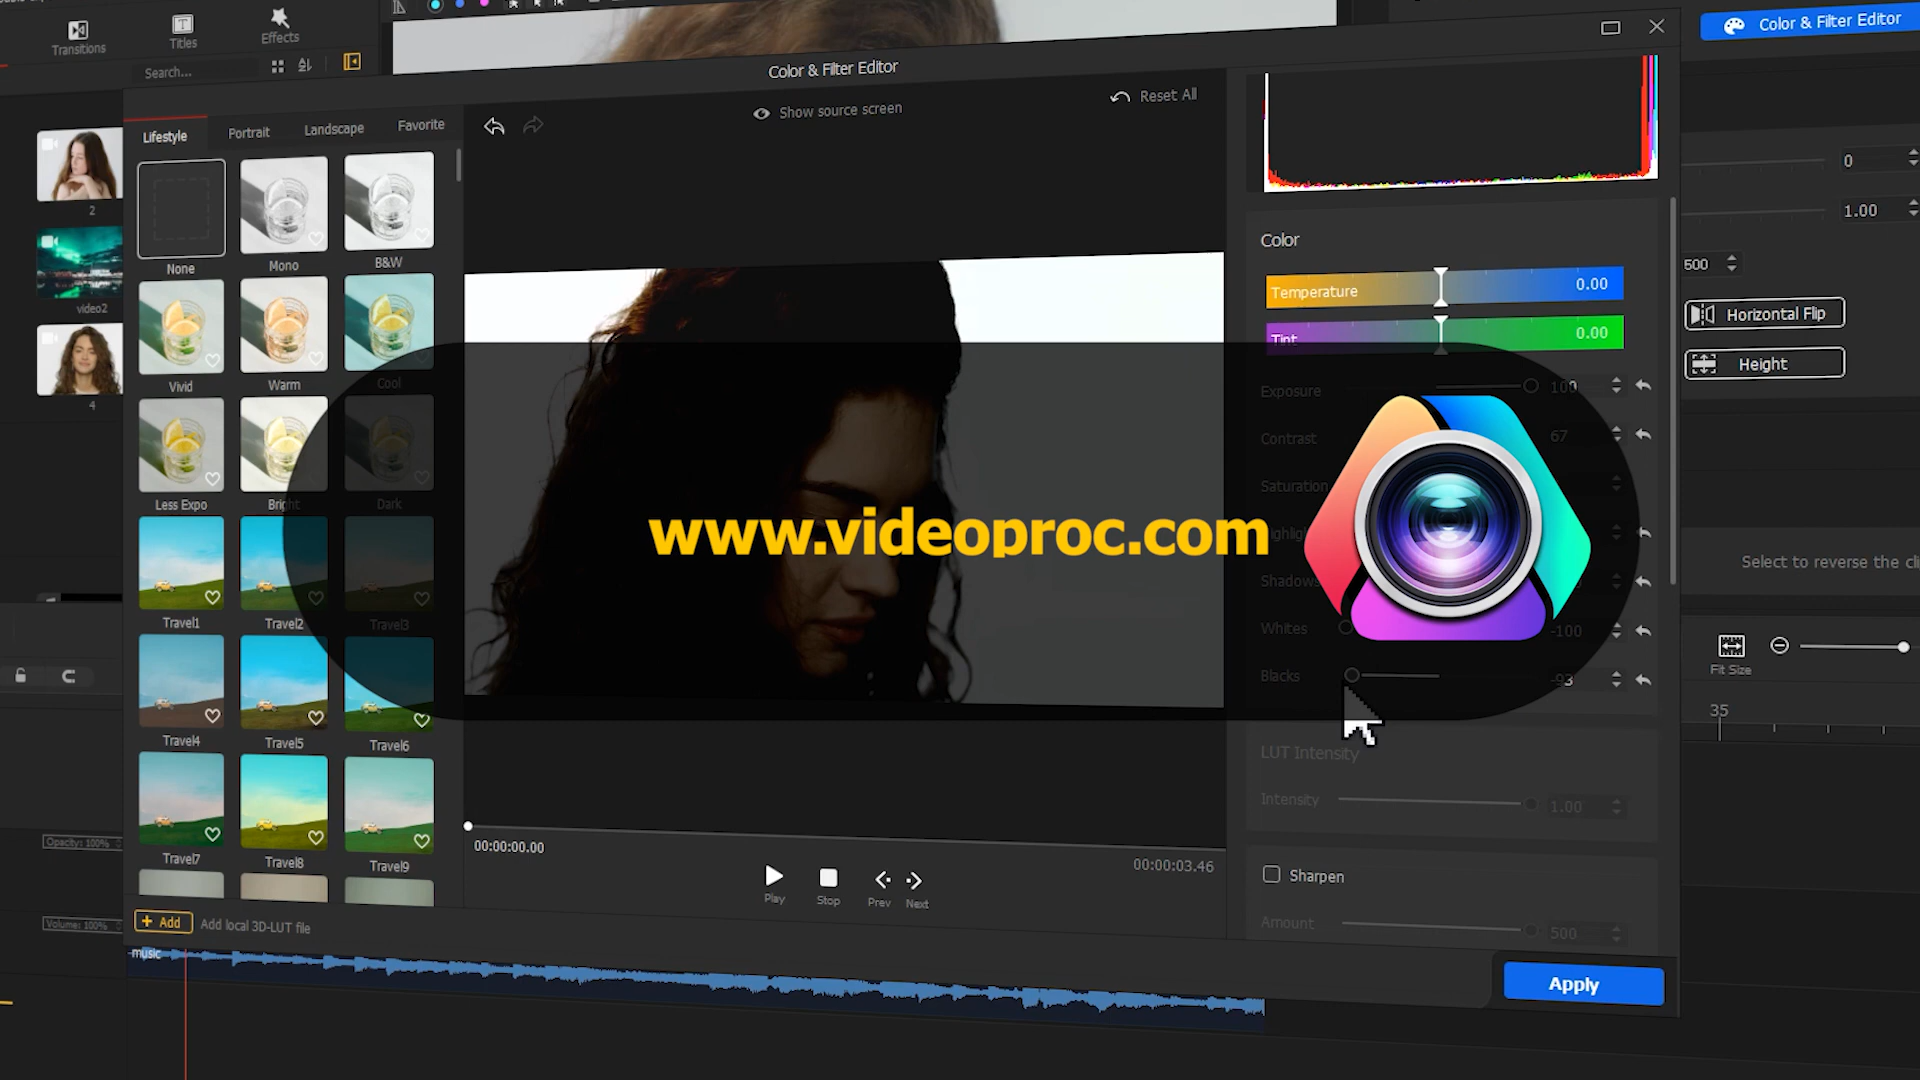 Transitions
Titles
Effects
Search...
Color & Filter Editor
Color & Filter Editor
Show source screen
Reset All
Lifestyle
Portrait
Landscape
Favorite
None
Mono
B&W
Vivid
Warm
Cool
Less Expo
Bright
Dark
Travel1
Travel2
Travel3
Travel4
Travel5
Travel6
Travel7
Travel8
Travel9
+ Add
Add local 3D-LUT file
2
video2
4
Color
Temperature
0.00
Tint
0.00
Exposure
100
Contrast
67
Saturation
Shadows
Whites
-100
Blacks
-93
LUT Intensity
Intensity
1.00
Sharpen
Amount
500
Apply
www.videoproc.com
00:00:00.00
00:00:03.46
Play
Stop
Prev
Next
0
1.00
500
Horizontal Flip
Height
Select to reverse the cli
Fit Size
35
Opacity: 100%
Volume: 100%
music